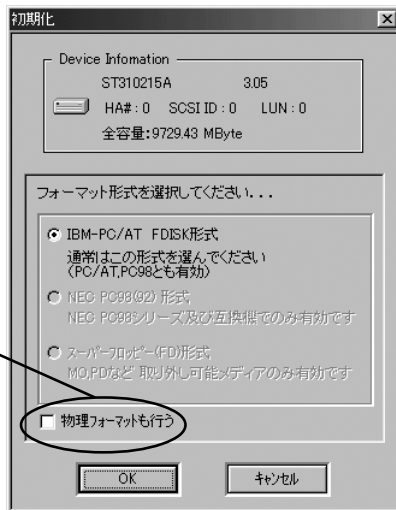 初期化
Device Infomation
ST310215A 3.05
HA#:0 SCSI ID:0 LUN:0
全容量:9729.43 MByte
フォーマット形式を選択してください...
IBM-PC/AT FDISK形式
通常はこの形式を選んでください
(PC/AT,PC98とも有効)
NEC PC98(92) 形式
NEC PC98シリーズ及び互換機でのみ有効です
スーパーフロッピー(FD)形式
MO,PDなど 取り外し可能メディアのみ有効です
物理フォーマットも行う
OK キャンセル